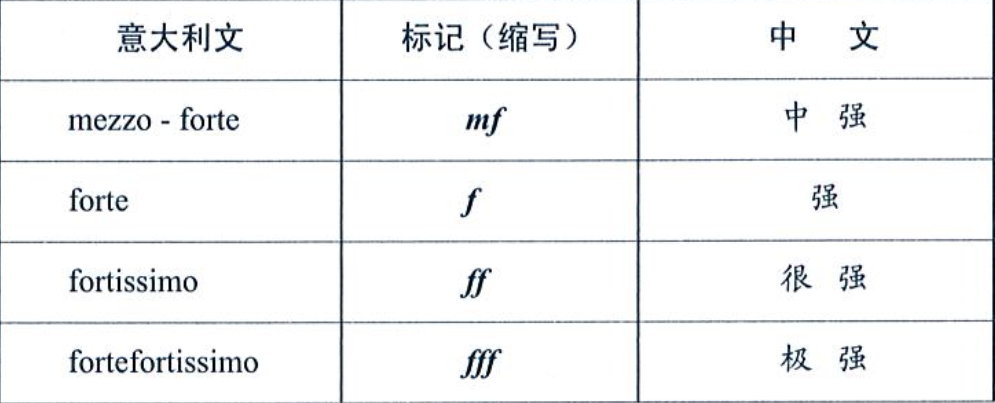 意大利文 标记（缩写） 中 文
mezzo - forte mf 中 强
forte f 强
fortissimo ff 很 强
fortefortissimo fff 极 强